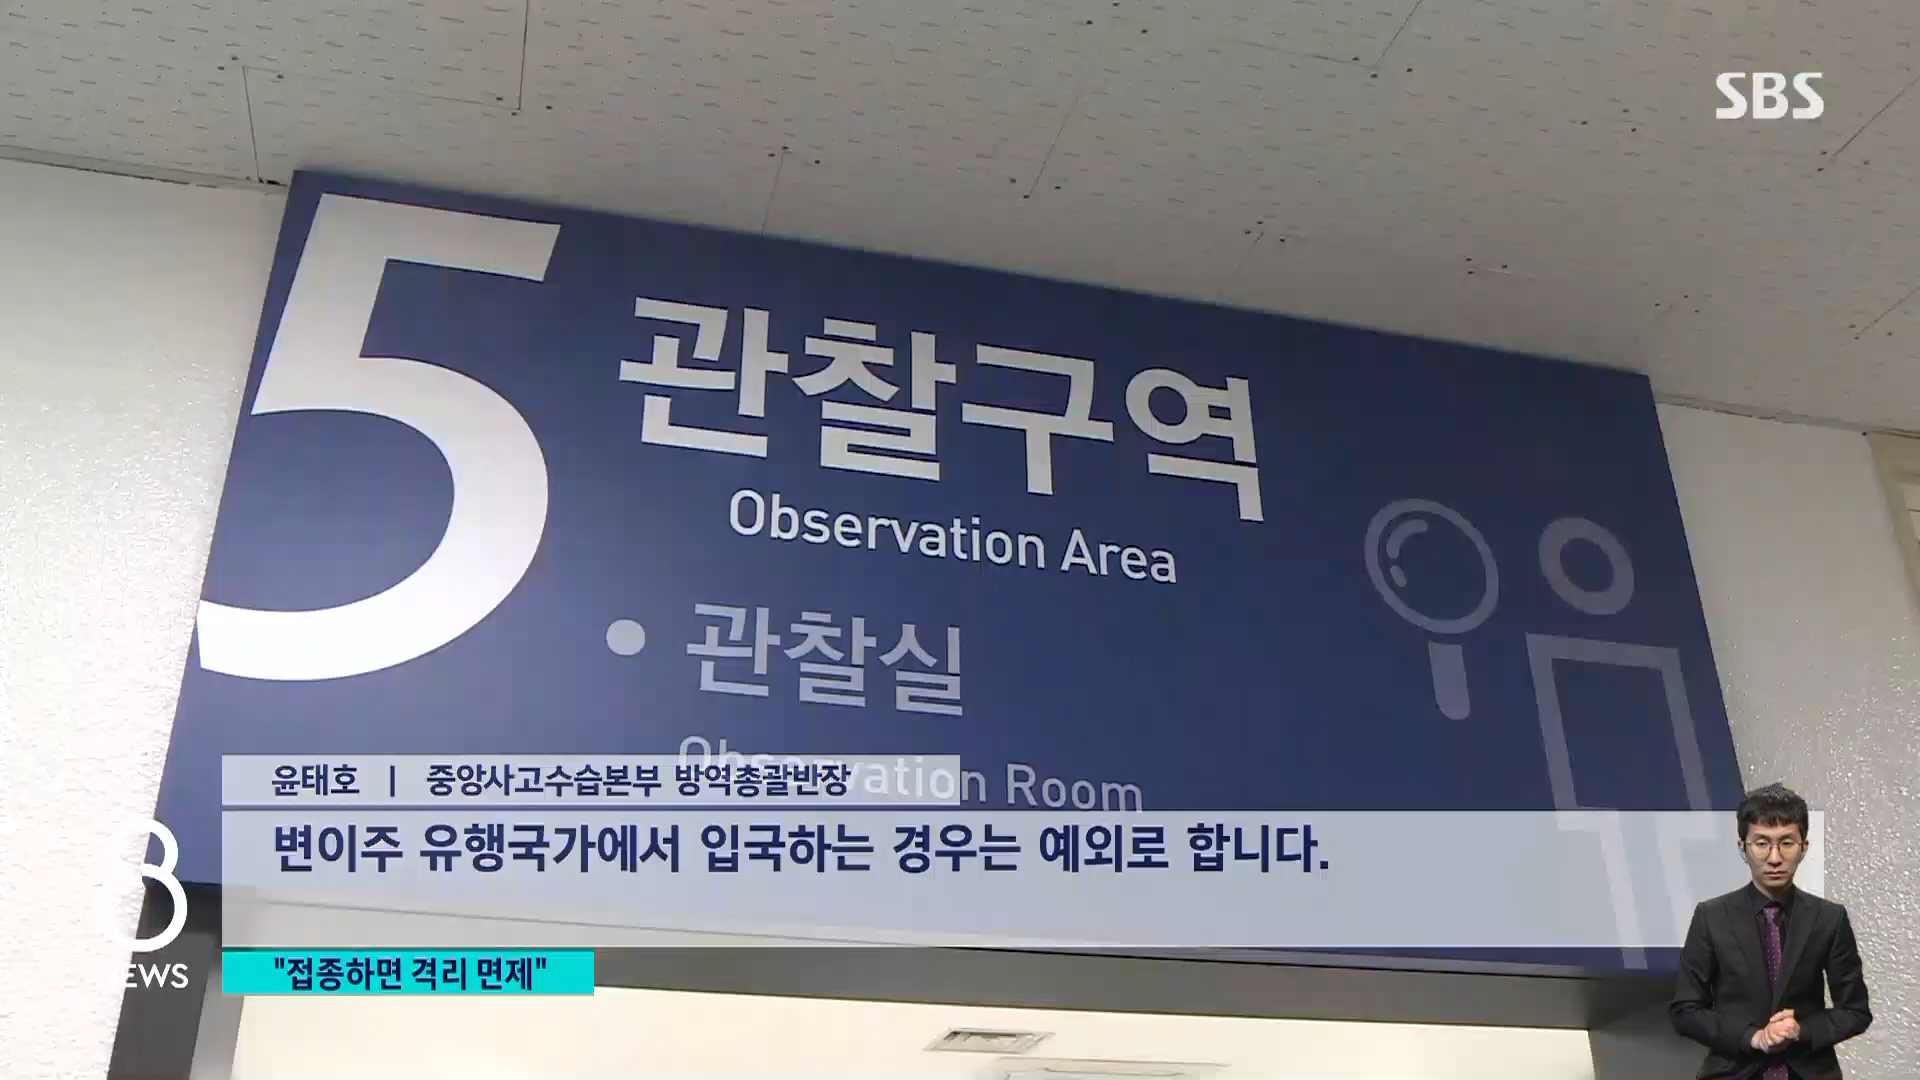 SBS
5
관찰구역
Observation Area
• 관찰실
Observation Room
윤태호 | 중앙사고수습본부 방역총괄반장
변이주 유행국가에서 입국하는 경우는 예외로 합니다.
8 NEWS
"접종하면 격리 면제"